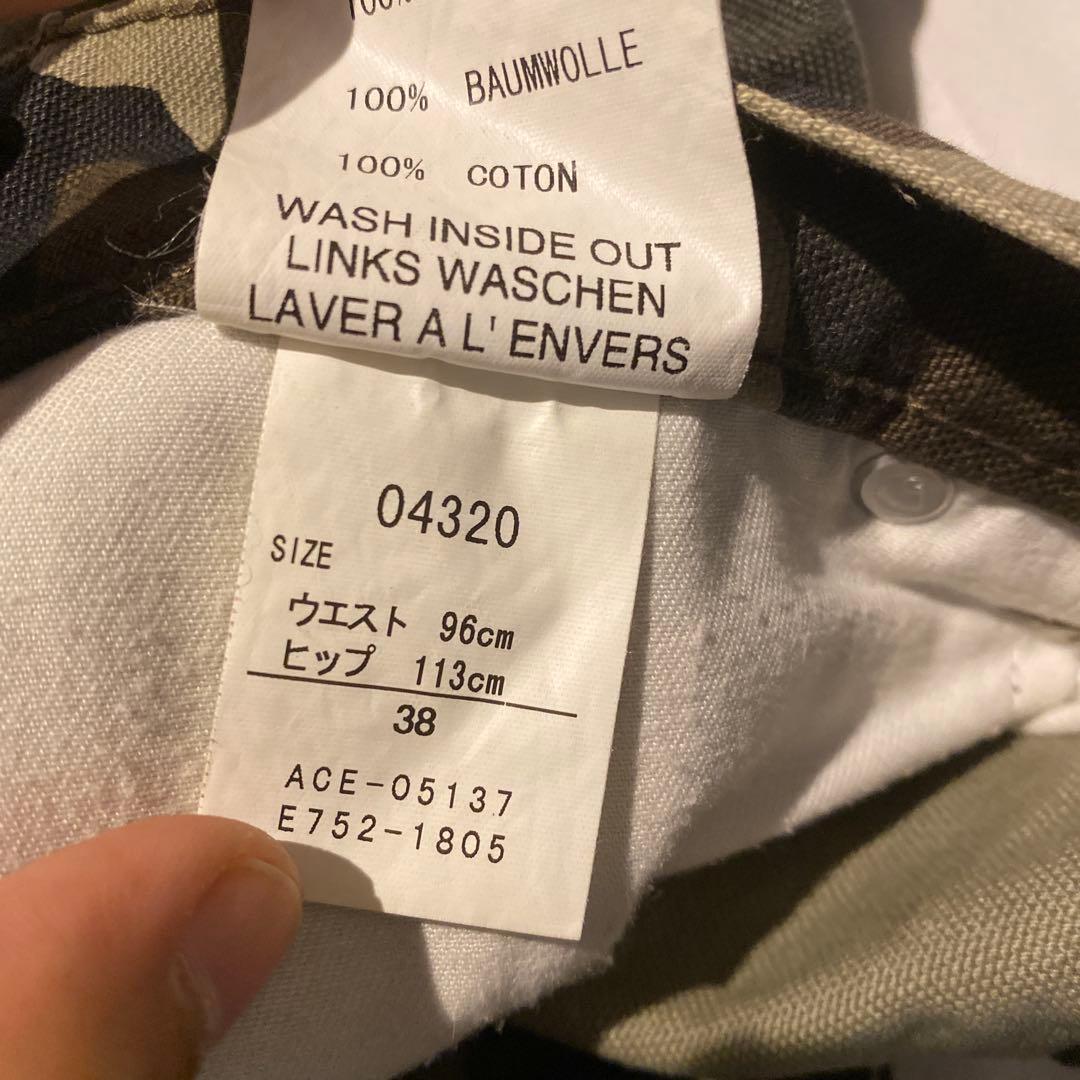 100%
100% BAUMWOLLE
100% COTON
WASH INSIDE OUT
LINKS WASCHEN
LAVER A L' ENVERS
04320
SIZE
ウエスト 96cm
ヒップ 113cm
38
ACE-05137
E752-1805